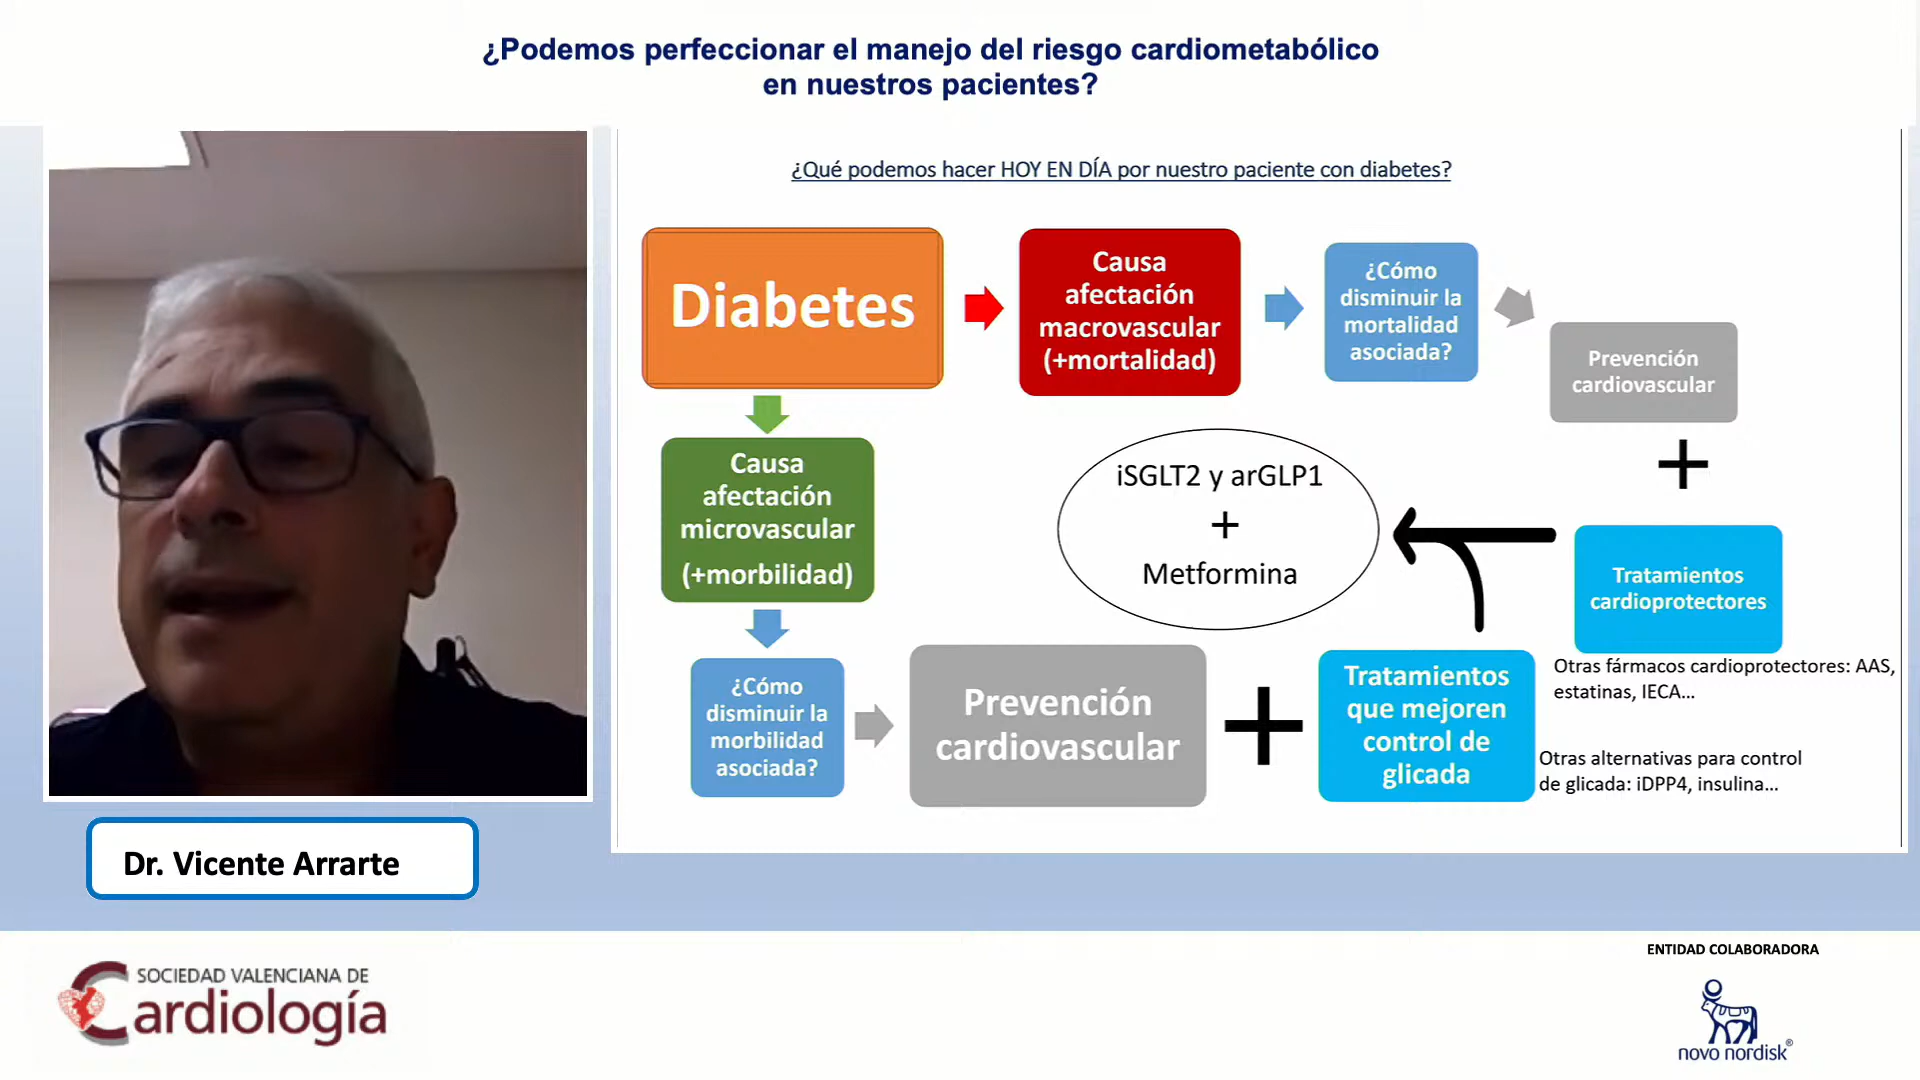 ¿Podemos perfeccionar el manejo del riesgo cardiometabólico
en nuestros pacientes?
¿Qué podemos hacer HOY EN DÍA por nuestro paciente con diabetes?
Diabetes
Causa
afectación
macrovascular
(+mortalidad)
¿Cómo
disminuir la
mortalidad
asociada?
Prevención
cardiovascular
+
Tratamientos
cardioprotectores
Otras fármacos cardioprotectores: AAS,
estatinas, IECA...
iSGLT2 y arGLP1
+
Metformina
Causa
afectación
microvascular
(+morbilidad)
¿Cómo
disminuir la
morbilidad
asociada?
Prevención
cardiovascular
+
Tratamientos
que mejoren
control de
glicada
Otras alternativas para control
de glicada: iDPP4, insulina...
Dr. Vicente Arrarte
SOCIEDAD VALENCIANA DE
Cardiología
ENTIDAD COLABORADORA
novo nordisk®